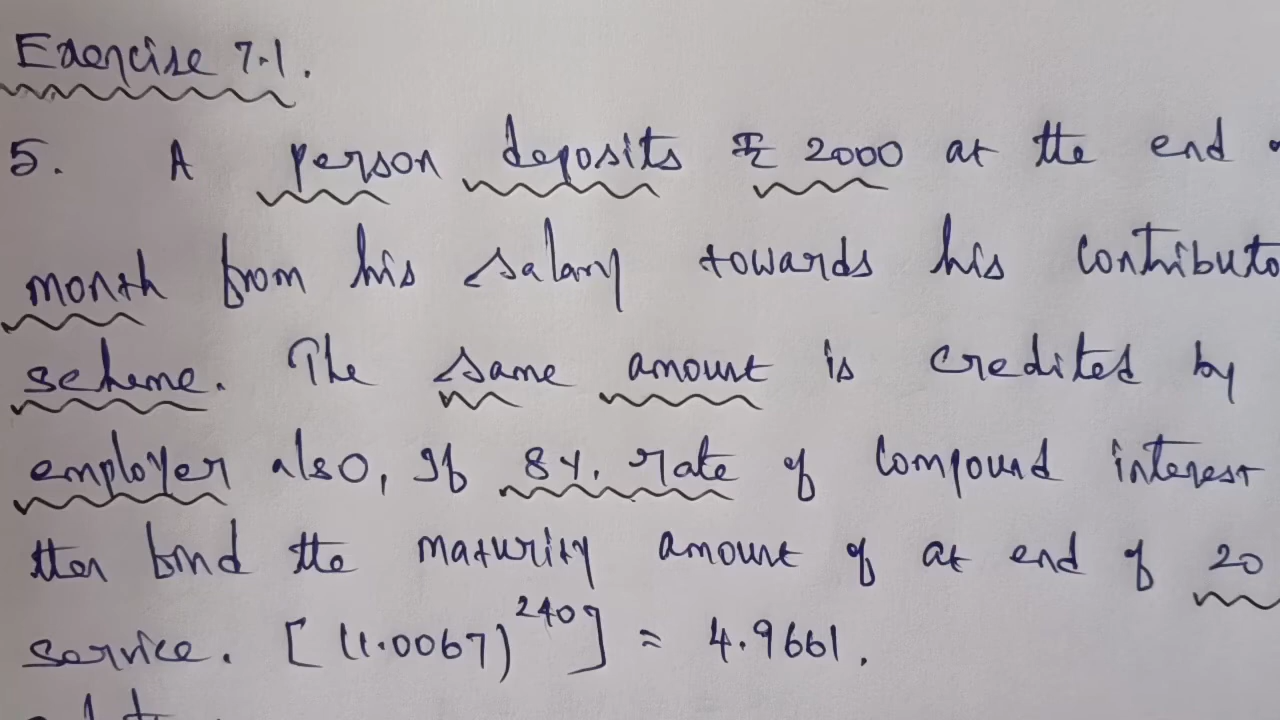 Exercise 7.1.
5. A person deposits ₹ 2000 at the end
month from his salary towards his contributo
scheme. The same amount is credited by
employer also, If 8%. rate of compound interest
then find the maturity amount of at end of 20
service. [(1.0067)^240] = 4.9661.